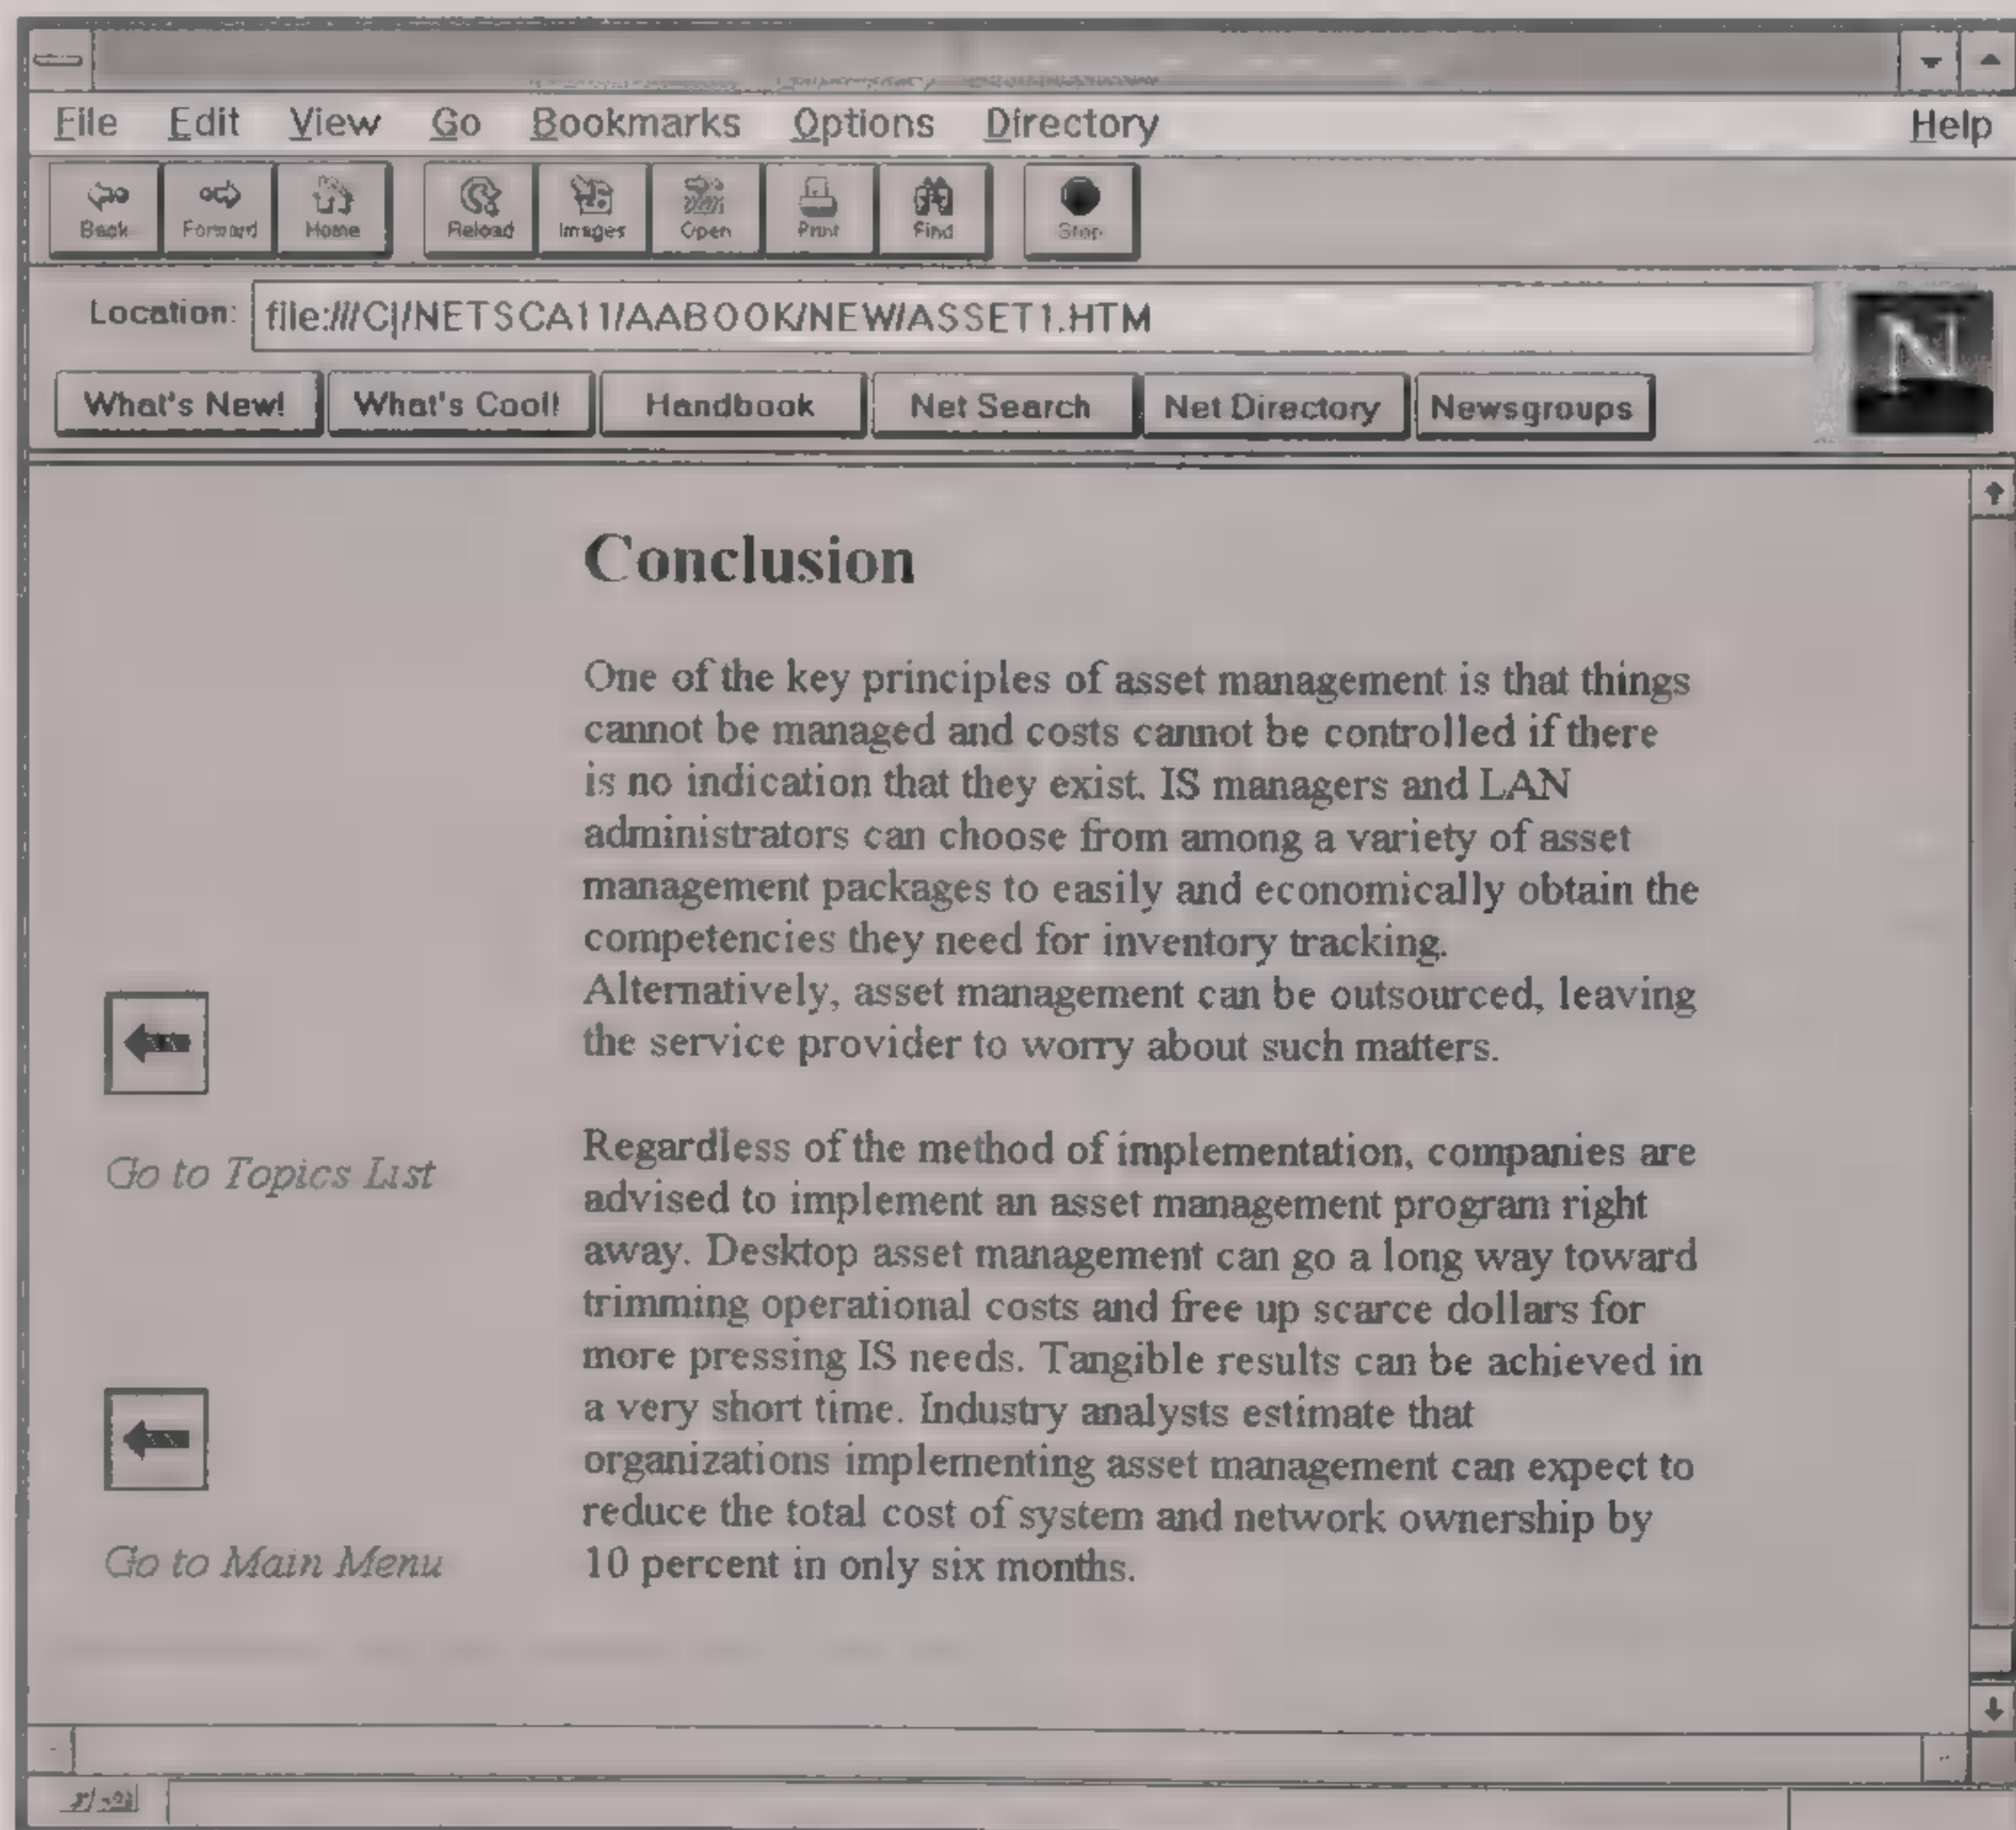 File Edit View Go Bookmarks Options Directory Help
Back Forward Home Reload Images Open Print Find Stop
Location: file:///C|/NETSCA11/AABOOK/NEW/ASSET1.HTM
N
What's New! What's Cool! Handbook Net Search Net Directory Newsgroups
Conclusion
One of the key principles of asset management is that things
cannot be managed and costs cannot be controlled if there
is no indication that they exist. IS managers and LAN
administrators can choose from among a variety of asset
management packages to easily and economically obtain the
competencies they need for inventory tracking.
Alternatively, asset management can be outsourced, leaving
the service provider to worry about such matters.
Go to Topics List
Regardless of the method of implementation, companies are
advised to implement an asset management program right
away. Desktop asset management can go a long way toward
trimming operational costs and free up scarce dollars for
more pressing IS needs. Tangible results can be achieved in
a very short time. Industry analysts estimate that
organizations implementing asset management can expect to
reduce the total cost of system and network ownership by
10 percent in only six months.
Go to Main Menu